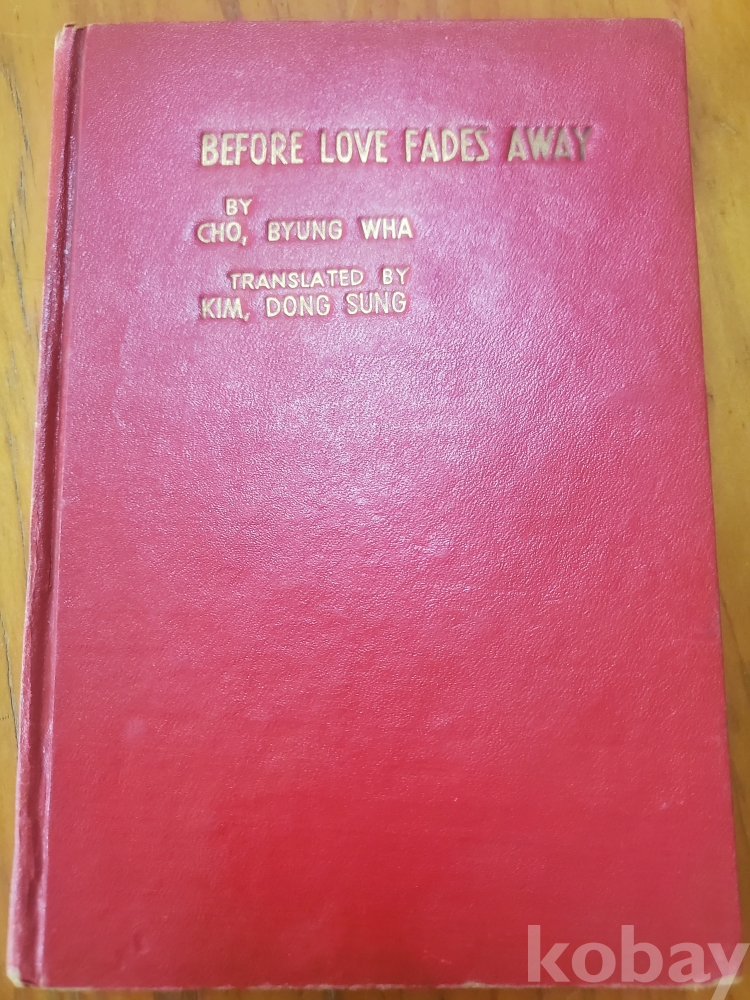 BEFORE LOVE FADES AWAY
BY
CHO, BYUNG WHA
TRANSLATED BY
KIM, DONG SUNG
kobay